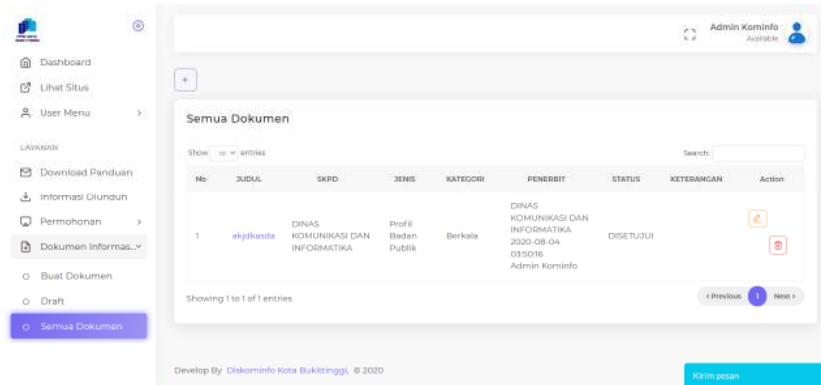 Admin Kominfo
Available
Dashboard
Lihat Situs
User Menu
LAYANAN
Download Panduan
Informasi Diunduh
Permohonan
Dokumen Informas...
Buat Dokumen
Draft
Semua Dokumen
+
Semua Dokumen
Show entries
Search:
No JUDUL SKPD JENIS KATEGORI PENERBIT STATUS KETERANGAN Action
1 akjdkasda DINAS KOMUNIKASI DAN INFORMATIKA Profil Badan Publik Berkala DINAS KOMUNIKASI DAN INFORMATIKA 2020-08-04 03:50:16 Admin Kominfo DISETUJUI
Showing 1 to 1 of 1 entries
< Previous 1 Next >
Develop By Diskominfo Kota Bukittinggi, © 2020
Kirim pesan